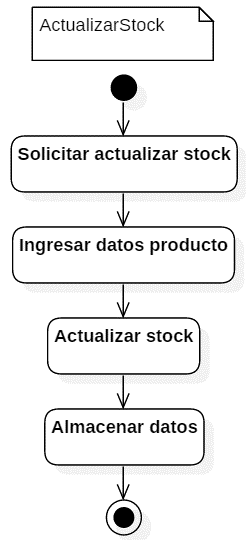 ActualizarStock
Solicitar actualizar stock
Ingresar datos producto
Actualizar stock
Almacenar datos